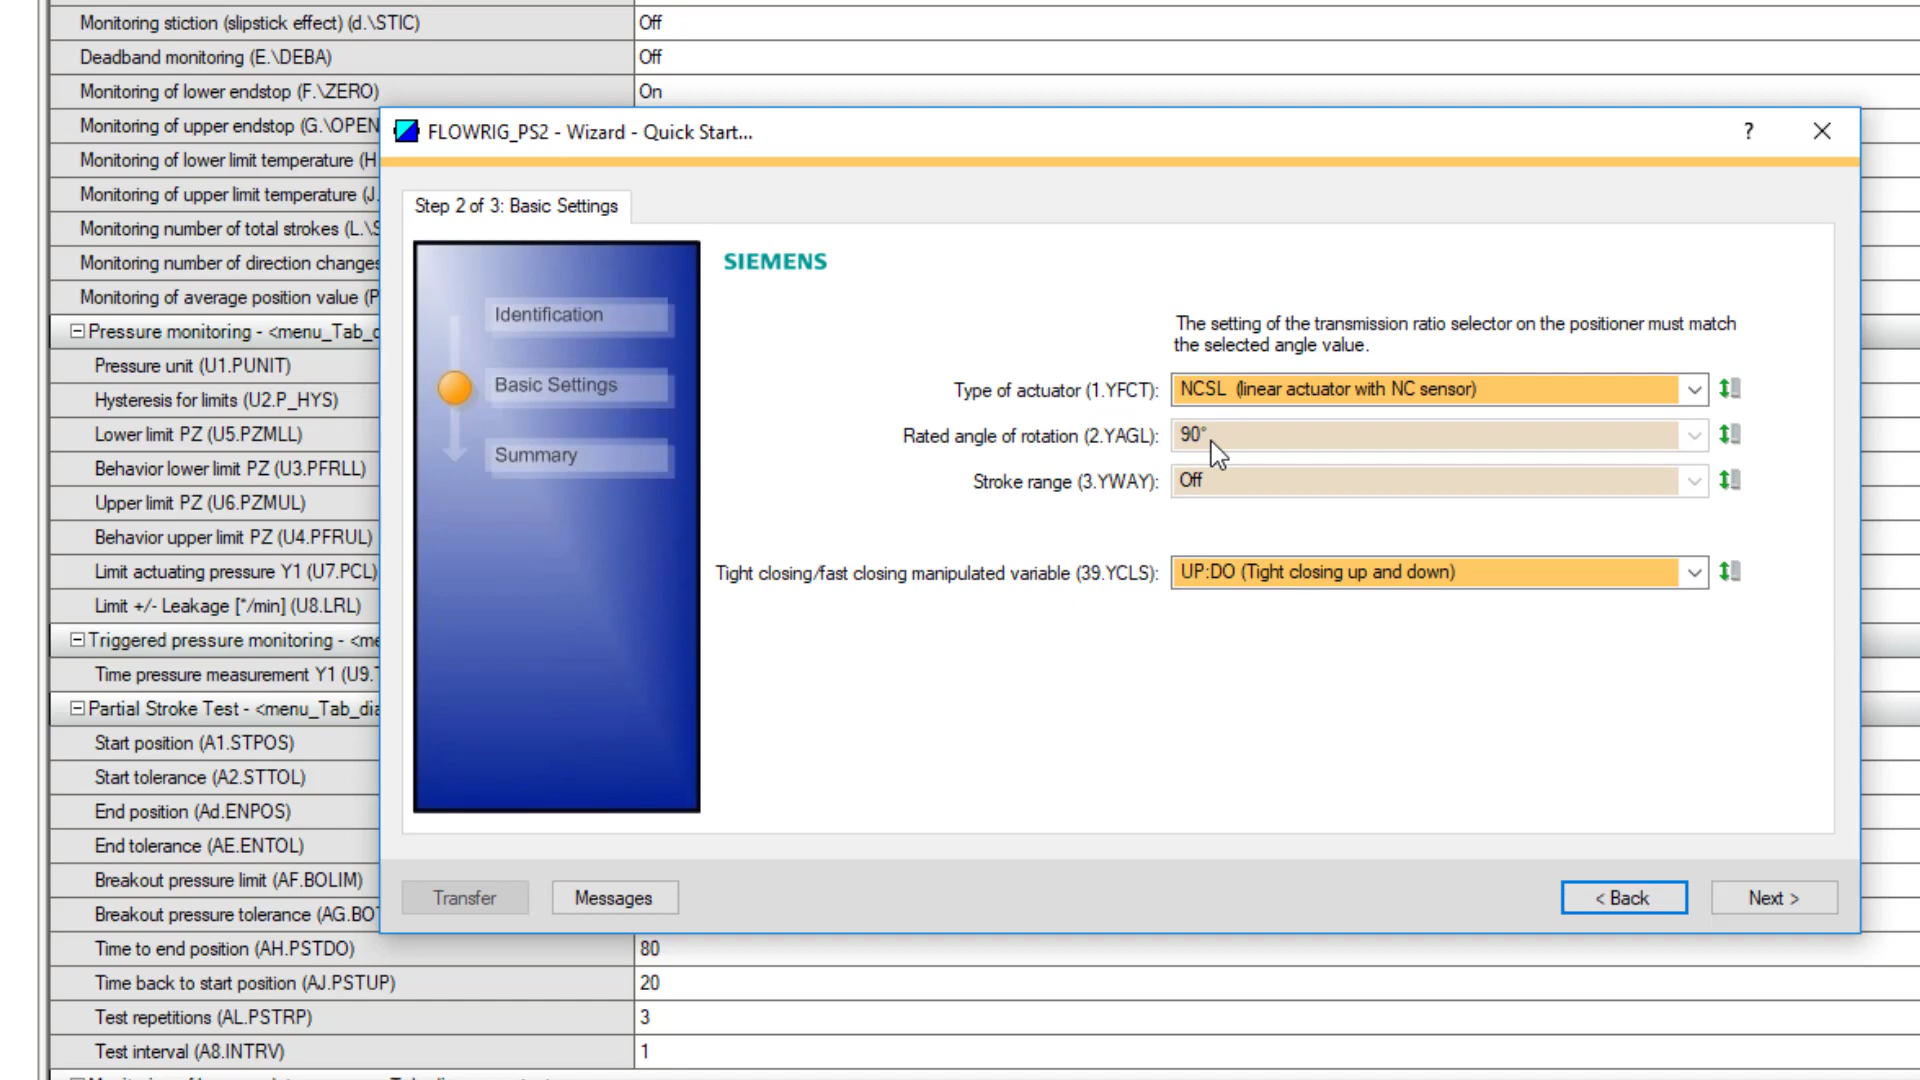 Monitoring stiction (slipstick effect) (d.\STIC) Off
Deadband monitoring (E.\DEBA) Off
Monitoring of lower endstop (F.\ZERO) On
Monitoring of upper endstop (G.\OPEN
Monitoring of lower limit temperature (H
Monitoring of upper limit temperature (J.
Monitoring number of total strokes (L.\S
Monitoring number of direction changes
Monitoring of average position value (P
Pressure monitoring - <menu_Tab_d
Pressure unit (U1.PUNIT)
Hysteresis for limits (U2.P_HYS)
Lower limit PZ (U5.PZMLL)
Behavior lower limit PZ (U3.PFRLL)
Upper limit PZ (U6.PZMUL)
Behavior upper limit PZ (U4.PFRUL)
Limit actuating pressure Y1 (U7.PCL)
Limit +/- Leakage [*/min] (U8.LRL)
Triggered pressure monitoring - <me
Time pressure measurement Y1 (U9.T
Partial Stroke Test - <menu_Tab_dia
Start position (A1.STPOS)
Start tolerance (A2.STTOL)
End position (Ad.ENPOS)
End tolerance (AE.ENTOL)
Breakout pressure limit (AF.BOLIM)
Breakout pressure tolerance (AG.BOT
Time to end position (AH.PSTDO) 80
Time back to start position (AJ.PSTUP) 20
Test repetitions (AL.PSTRP) 3
Test interval (A8.INTRV) 1
FLOWRIG_PS2 - Wizard - Quick Start...
?
Step 2 of 3: Basic Settings
Identification
Basic Settings
Summary
SIEMENS
The setting of the transmission ratio selector on the positioner must match
the selected angle value.
Type of actuator (1.YFCT): NCSL (linear actuator with NC sensor)
Rated angle of rotation (2.YAGL): 90°
Stroke range (3.YWAY): Off
Tight closing/fast closing manipulated variable (39.YCLS): UP:DO (Tight closing up and down)
Transfer
Messages
< Back
Next >